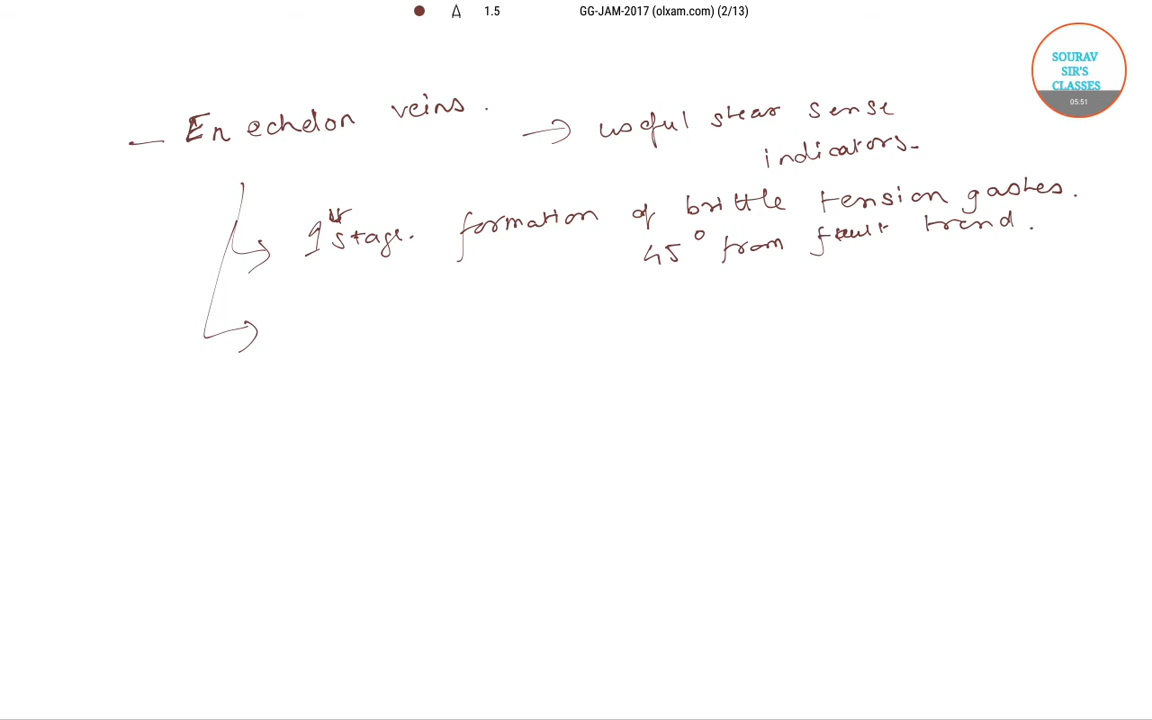 1.5 GG-JAM-2017 (olxam.com) (2/13)
SOURAV
SIR'S
CLASSES
05:51
— En echelon veins. → useful shear sense
indicators.
1st stage. formation of brittle tension gashes.
45° from fault trend.